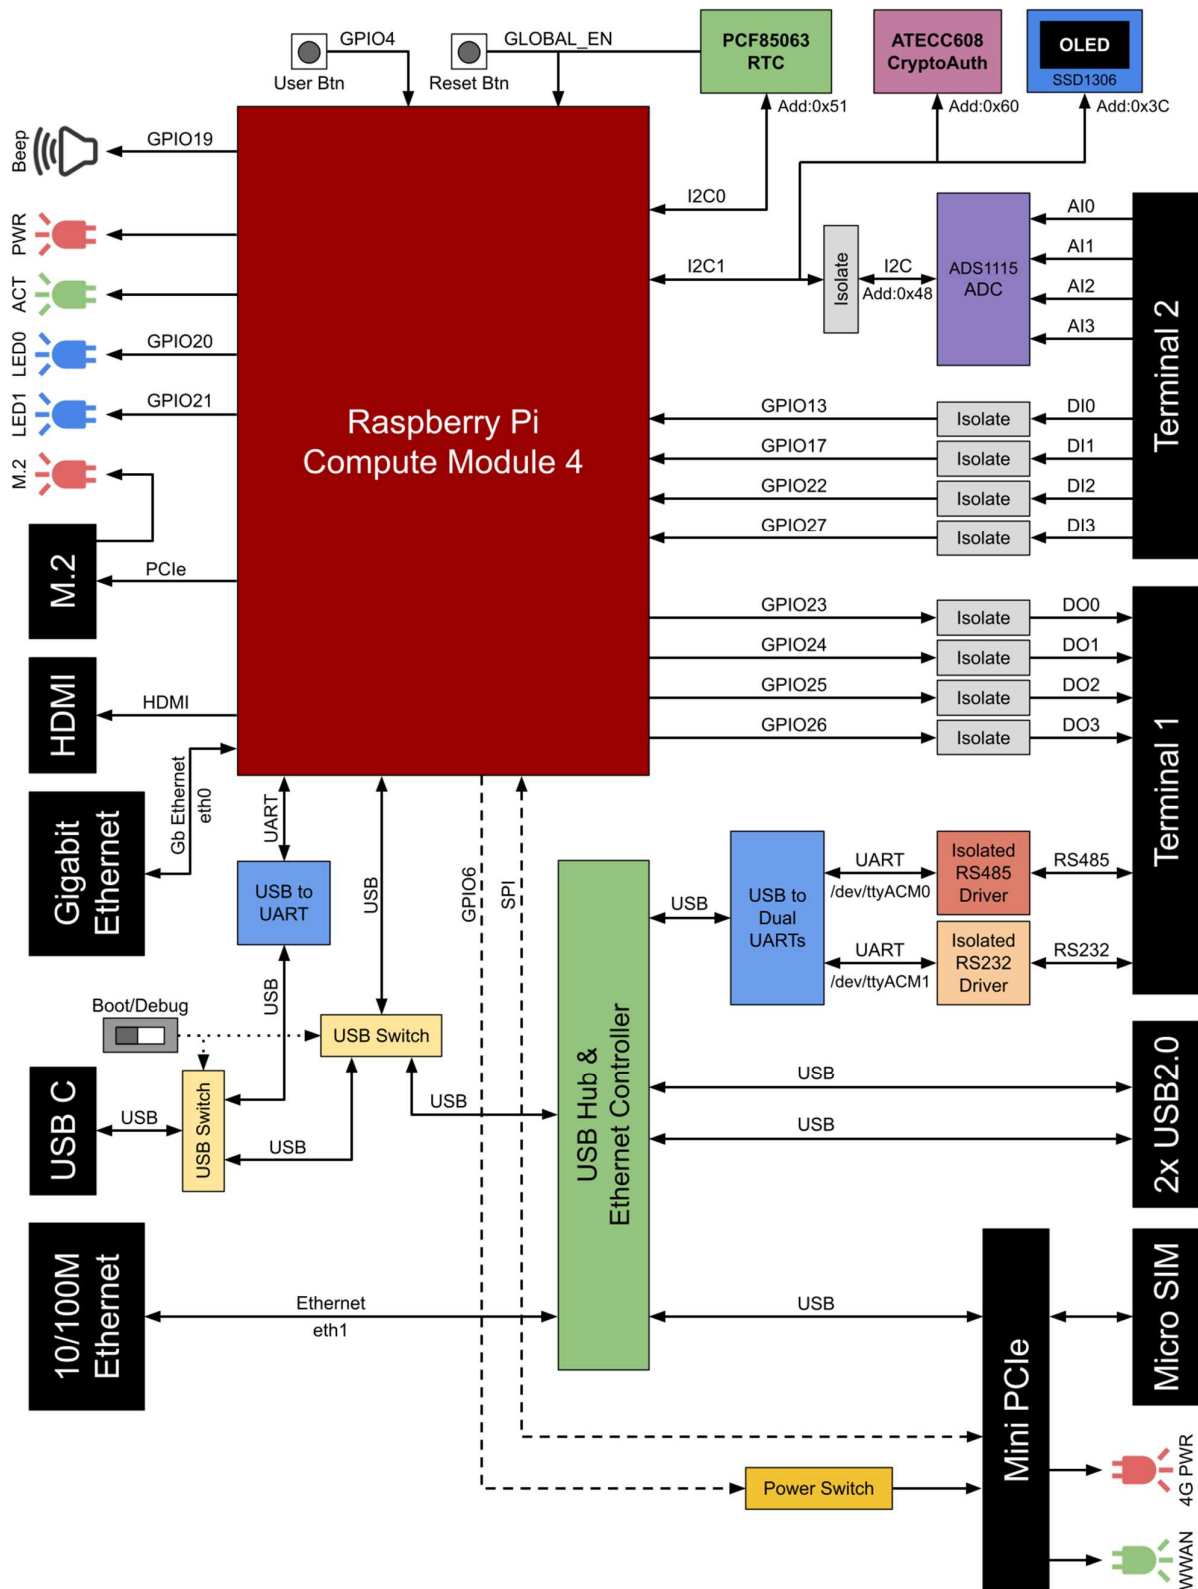 GPIO4
User Btn
GLOBAL_EN
Reset Btn
PCF85063
RTC
Add:0x51
ATECC608
CryptoAuth
Add:0x60
OLED
SSD1306
Add:0x3C
Beep
GPIO19
PWR
ACT
LED0
GPIO20
LED1
GPIO21
M.2
M.2
PCIe
HDMI
HDMI
Gigabit
Ethernet
Gb Ethernet
eth0
Raspberry Pi
Compute Module 4
I2C0
I2C1
Isolate
I2C
Add:0x48
ADS1115
ADC
AI0
AI1
AI2
AI3
Terminal 2
GPIO13
Isolate
DI0
GPIO17
Isolate
DI1
GPIO22
Isolate
DI2
GPIO27
Isolate
DI3
GPIO23
Isolate
DO0
GPIO24
Isolate
DO1
GPIO25
Isolate
DO2
GPIO26
Isolate
DO3
Terminal 1
UART
USB to
UART
USB
USB
GPIO6
SPI
Boot/Debug
USB Switch
USB C
USB
USB Switch
USB
USB
USB Hub &
Ethernet Controller
USB
USB to
Dual
UARTs
UART
/dev/ttyACM0
Isolated
RS485
Driver
RS485
UART
/dev/ttyACM1
Isolated
RS232
Driver
RS232
USB
USB
2x USB2.0
10/100M
Ethernet
Ethernet
eth1
USB
Mini PCIe
Micro SIM
Power Switch
4G PWR
WWAN